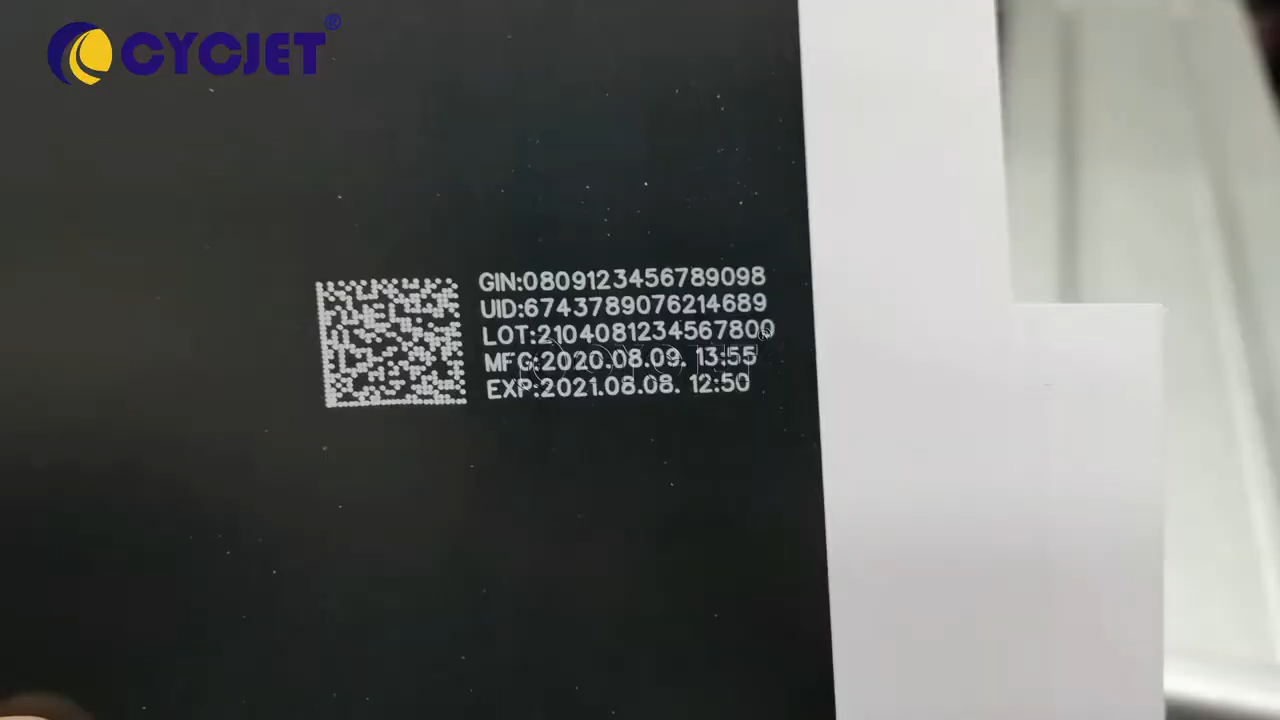 CYCJET®
GIN:0809123456789098
UID:6743789076214689
LOT:2104081234567800
MFG:2020.08.09. 13:55
EXP:2021.08.08. 12:50